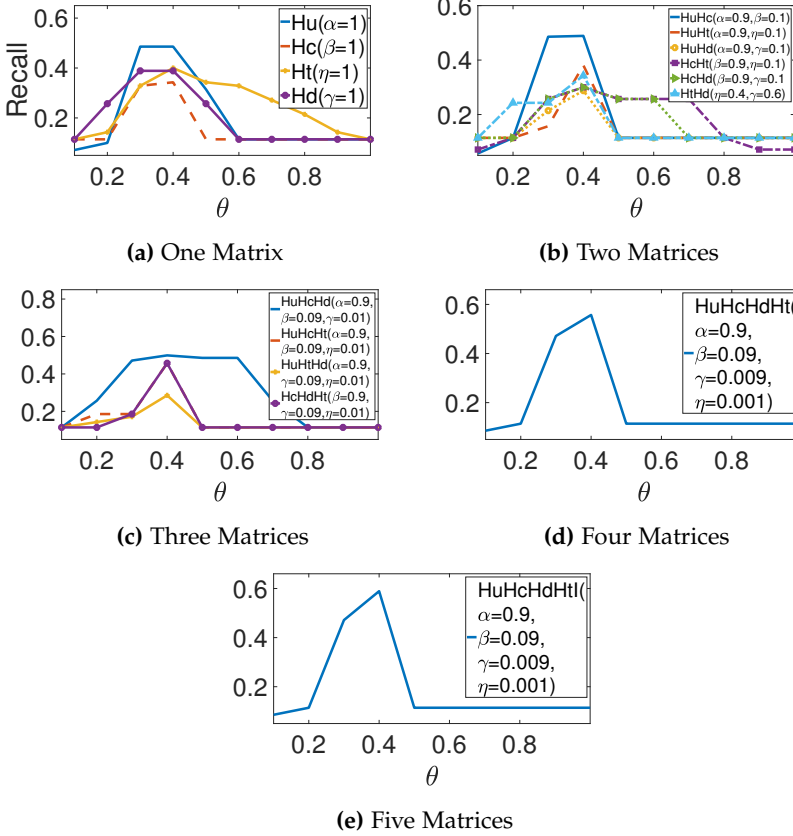 Recall
0.6
0.4
0.2
Hu(α=1)
Hc(β=1)
Ht(η=1)
Hd(γ=1)
0.2 0.4 0.6 0.8
θ
(a) One Matrix
0.6
0.4
0.2
HuHc(α=0.9,β=0.1)
HuHt(α=0.9,η=0.1)
HuHd(α=0.9,γ=0.1)
HcHt(β=0.9,η=0.1)
HcHd(β=0.9,γ=0.1
HtHd(η=0.4,γ=0.6)
0.2 0.4 0.6 0.8
θ
(b) Two Matrices
0.8
0.6
0.4
0.2
HuHcHd(α=0.9,
β=0.09,γ=0.01)
HuHcHt(α=0.9,
β=0.09,η=0.01)
HuHtHd(α=0.9,
γ=0.09,η=0.01)
HcHdHt(β=0.9,
γ=0.09,η=0.01)
0.2 0.4 0.6 0.8
θ
(c) Three Matrices
0.6
0.4
0.2
HuHcHdHt(
α=0.9,
β=0.09,
γ=0.009,
η=0.001)
0.2 0.4 0.6 0.8
θ
(d) Four Matrices
0.6
0.4
0.2
HuHcHdHtI(
α=0.9,
β=0.09,
γ=0.009,
η=0.001)
0.2 0.4 0.6 0.8
θ
(e) Five Matrices